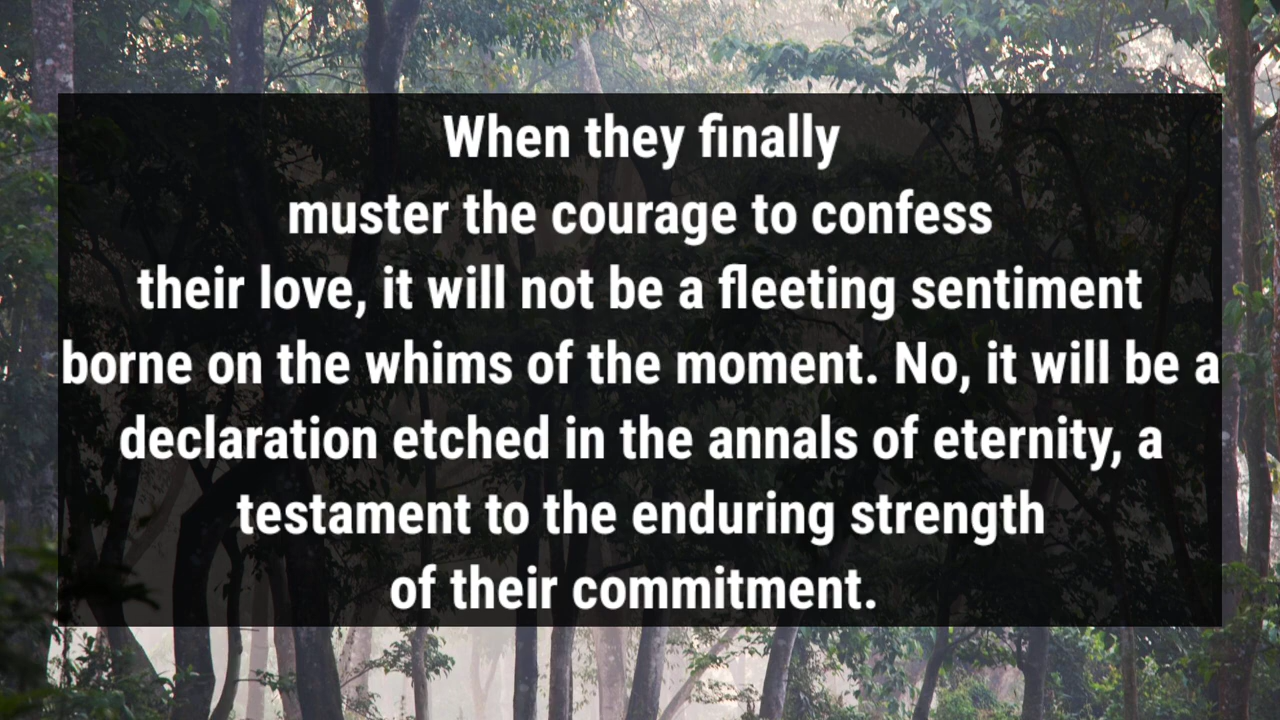 When they finally
muster the courage to confess
their love, it will not be a fleeting sentiment
borne on the whims of the moment. No, it will be a
declaration etched in the annals of eternity, a
testament to the enduring strength
of their commitment.